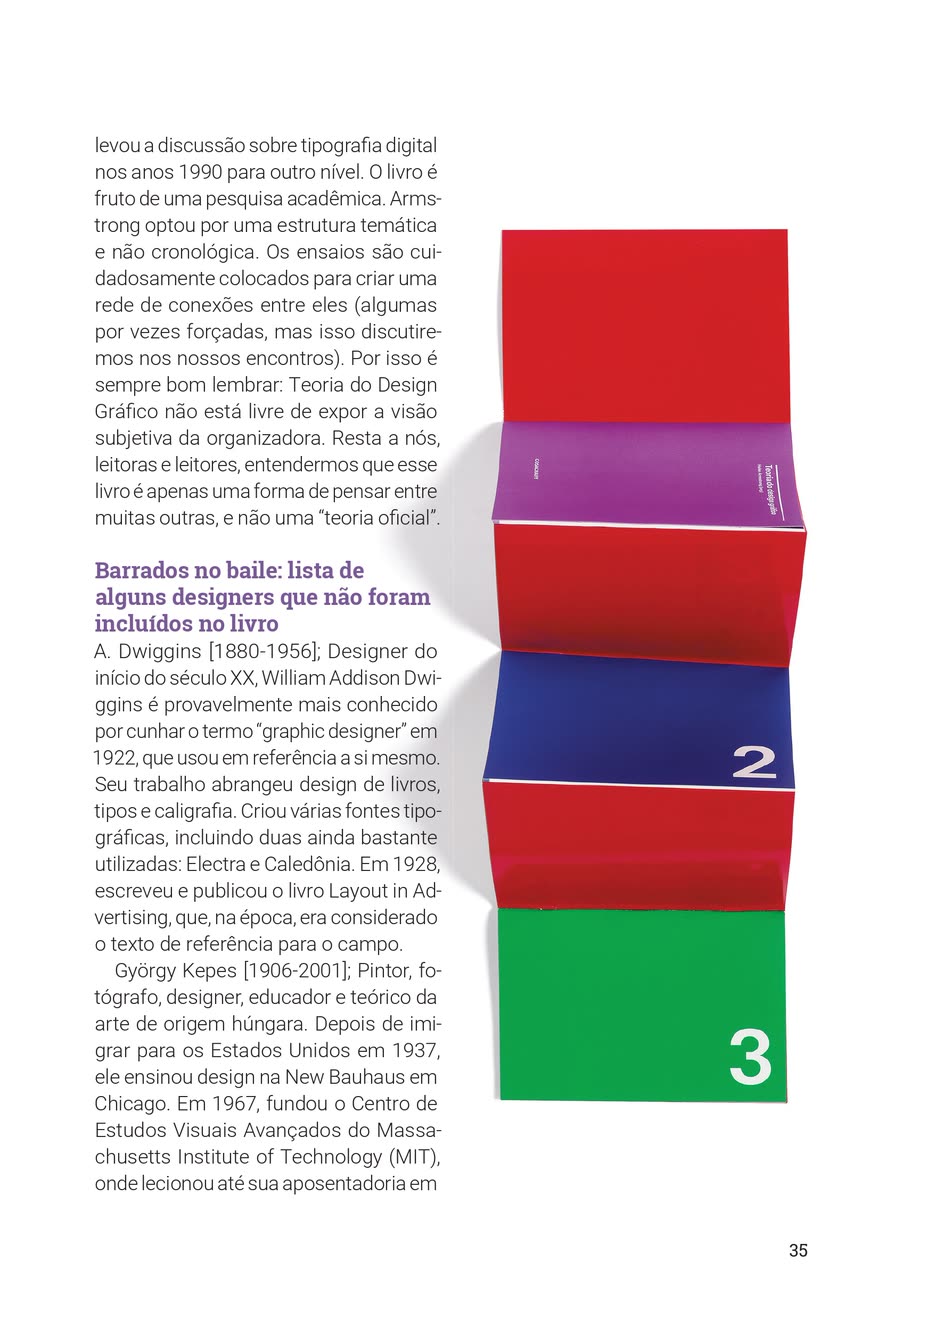 levou a discussão sobre tipografia digital
nos anos 1990 para outro nível. O livro é
fruto de uma pesquisa acadêmica. Arms-
trong optou por uma estrutura temática
e não cronológica. Os ensaios são cui-
dadosamente colocados para criar uma
rede de conexões entre eles (algumas
por vezes forçadas, mas isso discutire-
mos nos nossos encontros). Por isso é
sempre bom lembrar: Teoria do Design
Gráfico não está livre de expor a visão
subjetiva da organizadora. Resta a nós,
leitoras e leitores, entendermos que esse
livro é apenas uma forma de pensar entre
muitas outras, e não uma “teoria oficial”.
Barrados no baile: lista de
alguns designers que não foram
incluídos no livro
A. Dwiggins [1880-1956]; Designer do
início do século XX, William Addison Dwi-
ggins é provavelmente mais conhecido
por cunhar o termo “graphic designer” em
1922, que usou em referência a si mesmo.
Seu trabalho abrangeu design de livros,
tipos e caligrafia. Criou várias fontes tipo-
gráficas, incluindo duas ainda bastante
utilizadas: Electra e Caledônia. Em 1928,
escreveu e publicou o livro Layout in Ad-
vertising, que, na época, era considerado
o texto de referência para o campo.
György Kepes [1906-2001]; Pintor, fo-
tógrafo, designer, educador e teórico da
arte de origem húngara. Depois de imi-
grar para os Estados Unidos em 1937,
ele ensinou design na New Bauhaus em
Chicago. Em 1967, fundou o Centro de
Estudos Visuais Avançados do Massa-
chusetts Institute of Technology (MIT),
onde lecionou até sua aposentadoria em
Teoria do design gráfico
2
3
35